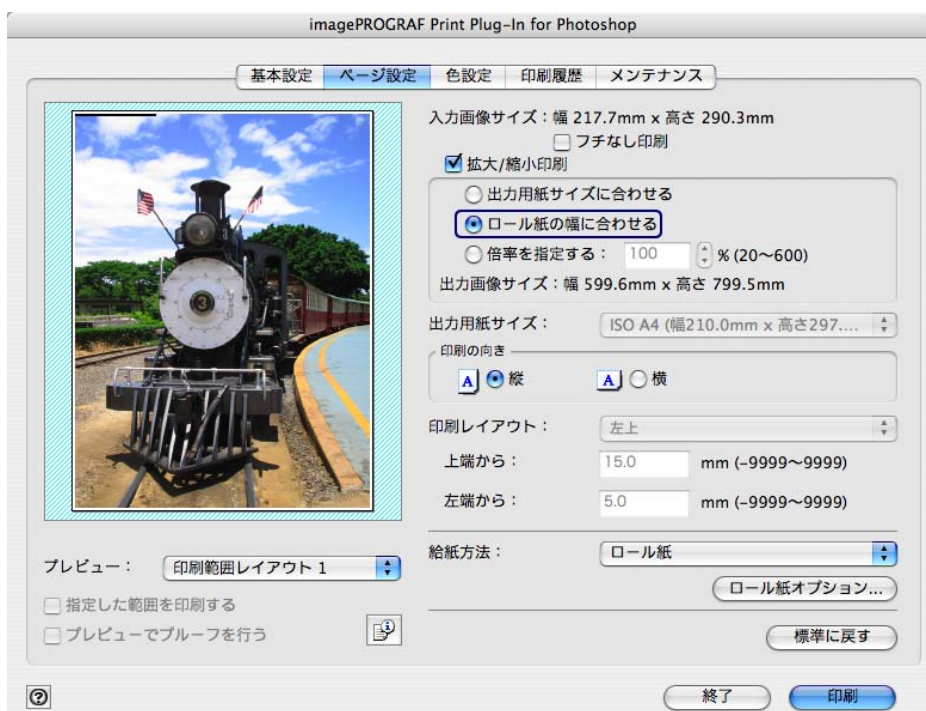 imagePROGRAF Print Plug-In for Photoshop
基本設定 ページ設定 色設定 印刷履歴 メンテナンス
入力画像サイズ：幅 217.7mm x 高さ 290.3mm
フチなし印刷
拡大/縮小印刷
出力用紙サイズに合わせる
ロール紙の幅に合わせる
倍率を指定する： 100 % (20〜600)
出力画像サイズ：幅 599.6mm x 高さ 799.5mm
出力用紙サイズ： ISO A4 (幅210.0mm x 高さ297....
印刷の向き
A 縦 A 横
印刷レイアウト： 左上
上端から： 15.0 mm (-9999〜9999)
左端から： 5.0 mm (-9999〜9999)
給紙方法： ロール紙
ロール紙オプション...
標準に戻す
3
プレビュー： 印刷範囲レイアウト 1
指定した範囲を印刷する
プレビューでプルーフを行う
? 終了 印刷